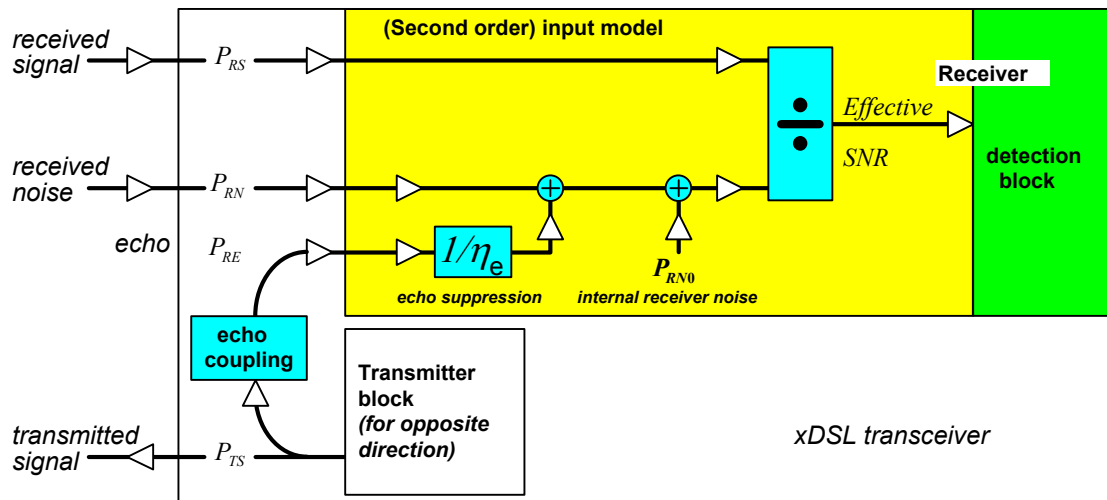 received
signal
P_RS
(Second order) input model
Receiver
Effective
SNR
detection
block
received
noise
P_RN
echo
P_RE
1/η_e
echo suppression
P_RN0
internal receiver noise
echo
coupling
Transmitter
block
(for opposite
direction)
transmitted
signal
P_TS
xDSL transceiver